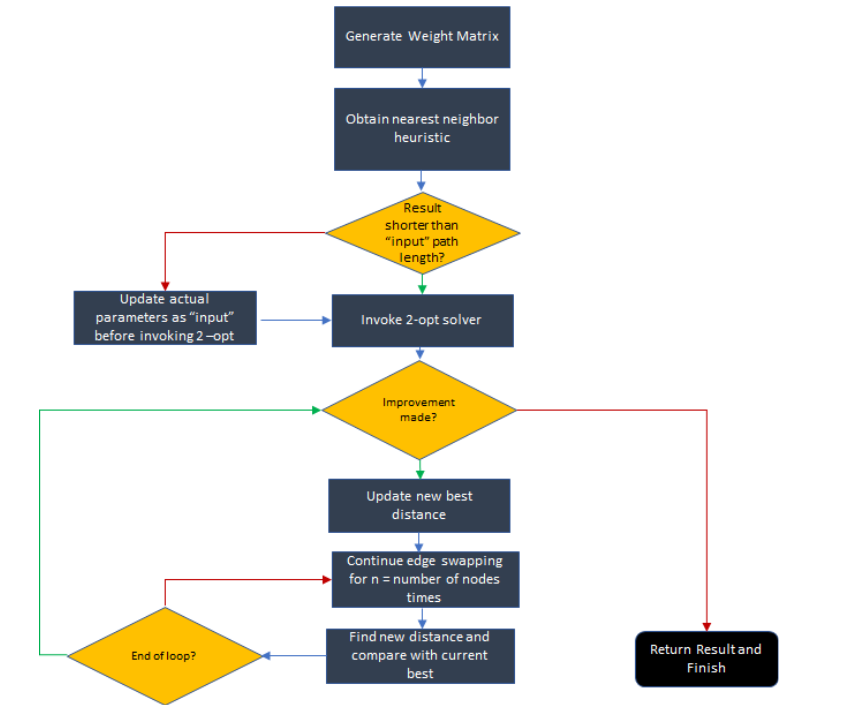 Generate Weight Matrix
Obtain nearest neighbor
heuristic
Result
shorter than
"input" path
length?
Update actual
parameters as "input"
before invoking 2 –opt
Invoke 2-opt solver
Improvement
made?
Update new best
distance
Continue edge swapping
for n = number of nodes
times
Find new distance and
compare with current
best
End of loop?
Return Result and
Finish